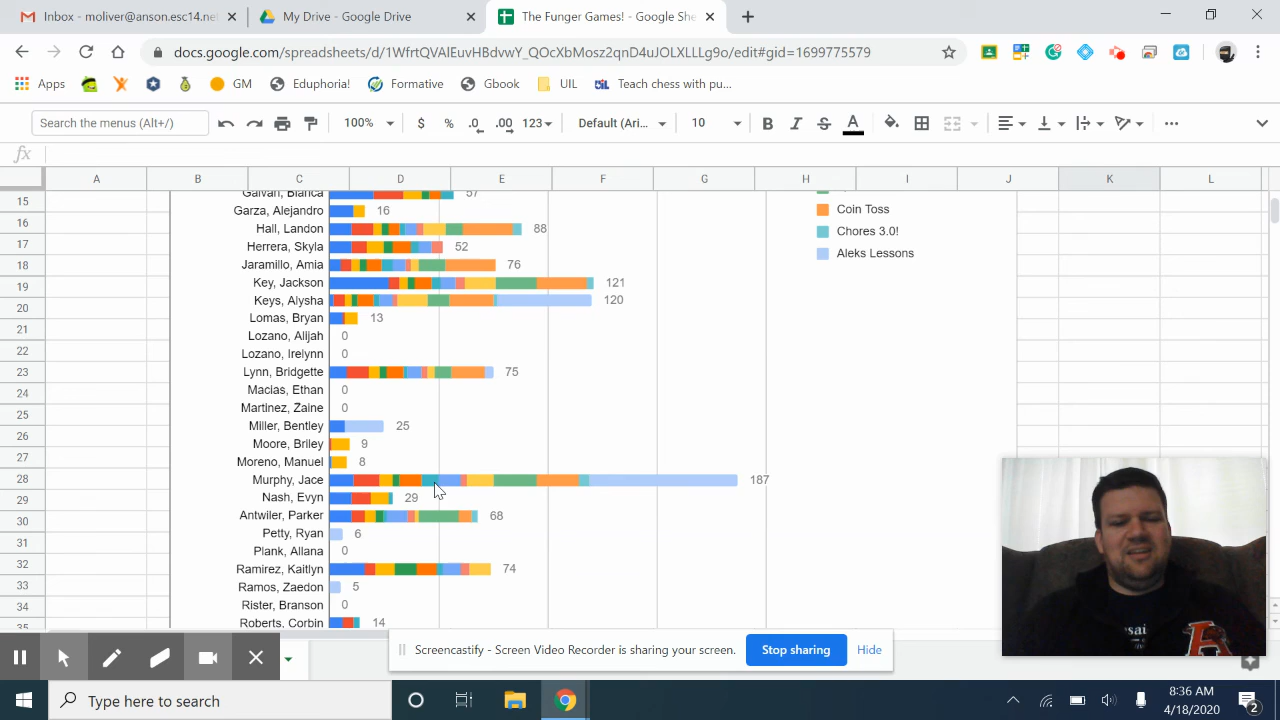 Inbox - moliver@anson.esc14.net
My Drive - Google Drive
The Funger Games! - Google She
docs.google.com/spreadsheets/d/1WfrtQVAlEuvHBdvwY_QOcXbMosz2qnD4uJOLXLLLg9o/edit#gid=1699775579
Apps
GM
Eduphoria!
Formative
Gbook
UIL
Teach chess with pu...
Search the menus (Alt+/)
100%
$ % .0 .00 123
Default (Ari...
10
B I S A
fx
A B C D E F G H I J K L
15 Galvan, Bianca 57
Coin Toss
16 Garza, Alejandro 16
Hall, Landon 88
Chores 3.0!
17 Herrera, Skyla 52
Aleks Lessons
18 Jaramillo, Amia 76
19 Key, Jackson 121
20 Keys, Alysha 120
Lomas, Bryan 13
21 Lozano, Alijah 0
22 Lozano, Irelynn 0
23 Lynn, Bridgette 75
24 Macias, Ethan 0
25 Martinez, Zaine 0
Miller, Bentley 25
26 Moore, Briley 9
27 Moreno, Manuel 8
28 Murphy, Jace 187
29 Nash, Evyn 29
30 Antwiler, Parker 68
31 Petty, Ryan 6
Plank, Allana 0
32 Ramirez, Kaitlyn 74
33 Ramos, Zaedon 5
34 Rister, Branson 0
35 Roberts, Corbin 14
Screencastify - Screen Video Recorder is sharing your screen.
Stop sharing
Hide
Type here to search
8:36 AM
4/18/2020
2